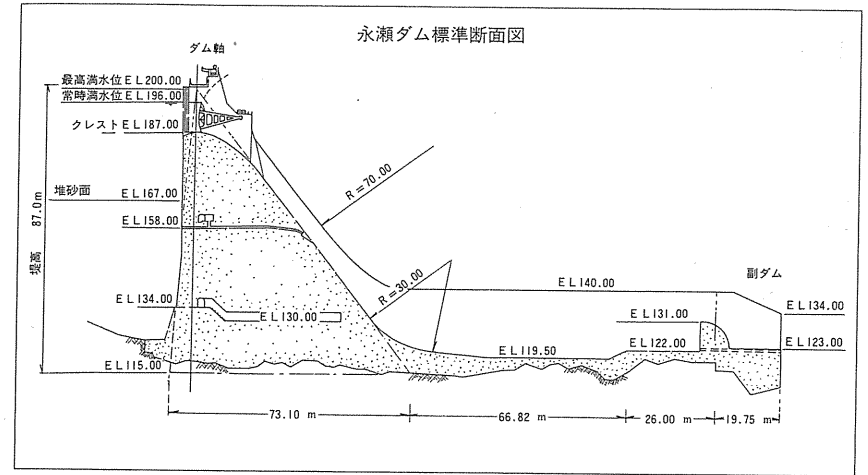 永瀬ダム標準断面図
ダム軸
最高満水位EL200.00
常時満水位EL196.00
クレストEL187.00
堆砂面 EL167.00
EL158.00
堤高 87.0m
EL134.00
EL130.00
EL115.00
R=70.00
R=30.00
EL140.00
副ダム
EL134.00
EL131.00
EL122.00
EL123.00
EL119.50
73.10 m
66.82 m
26.00 m
19.75 m